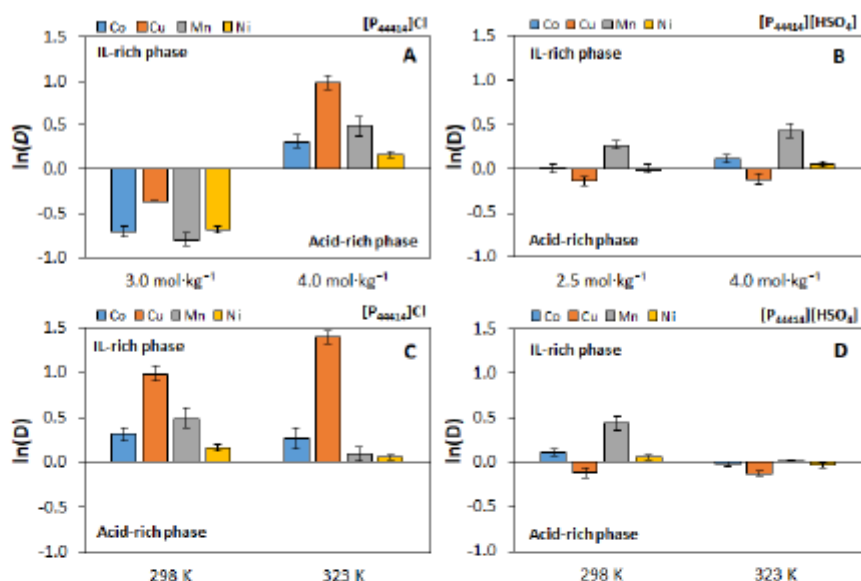 Co Cu Mn Ni [P₄₄₄₁₄]Cl
IL-rich phase A
ln(D)
1.5
1.0
0.5
0.0
-0.5
-1.0
Acid-rich phase
3.0 mol·kg⁻¹ 4.0 mol·kg⁻¹
Co Cu Mn Ni [P₄₄₄₁₄][HSO₄]
IL-rich phase B
ln(D)
1.5
1.0
0.5
0.0
-0.5
-1.0
Acid-rich phase
2.5 mol·kg⁻¹ 4.0 mol·kg⁻¹
Co Cu Mn Ni [P₄₄₄₁₄]Cl
IL-rich phase C
ln(D)
1.5
1.0
0.5
0.0
-0.5
-1.0
Acid-rich phase
298 K 323 K
Co Cu Mn Ni [P₄₄₄₁₄][HSO₄]
IL-rich phase D
ln(D)
1.5
1.0
0.5
0.0
-0.5
-1.0
Acid-rich phase
298 K 323 K